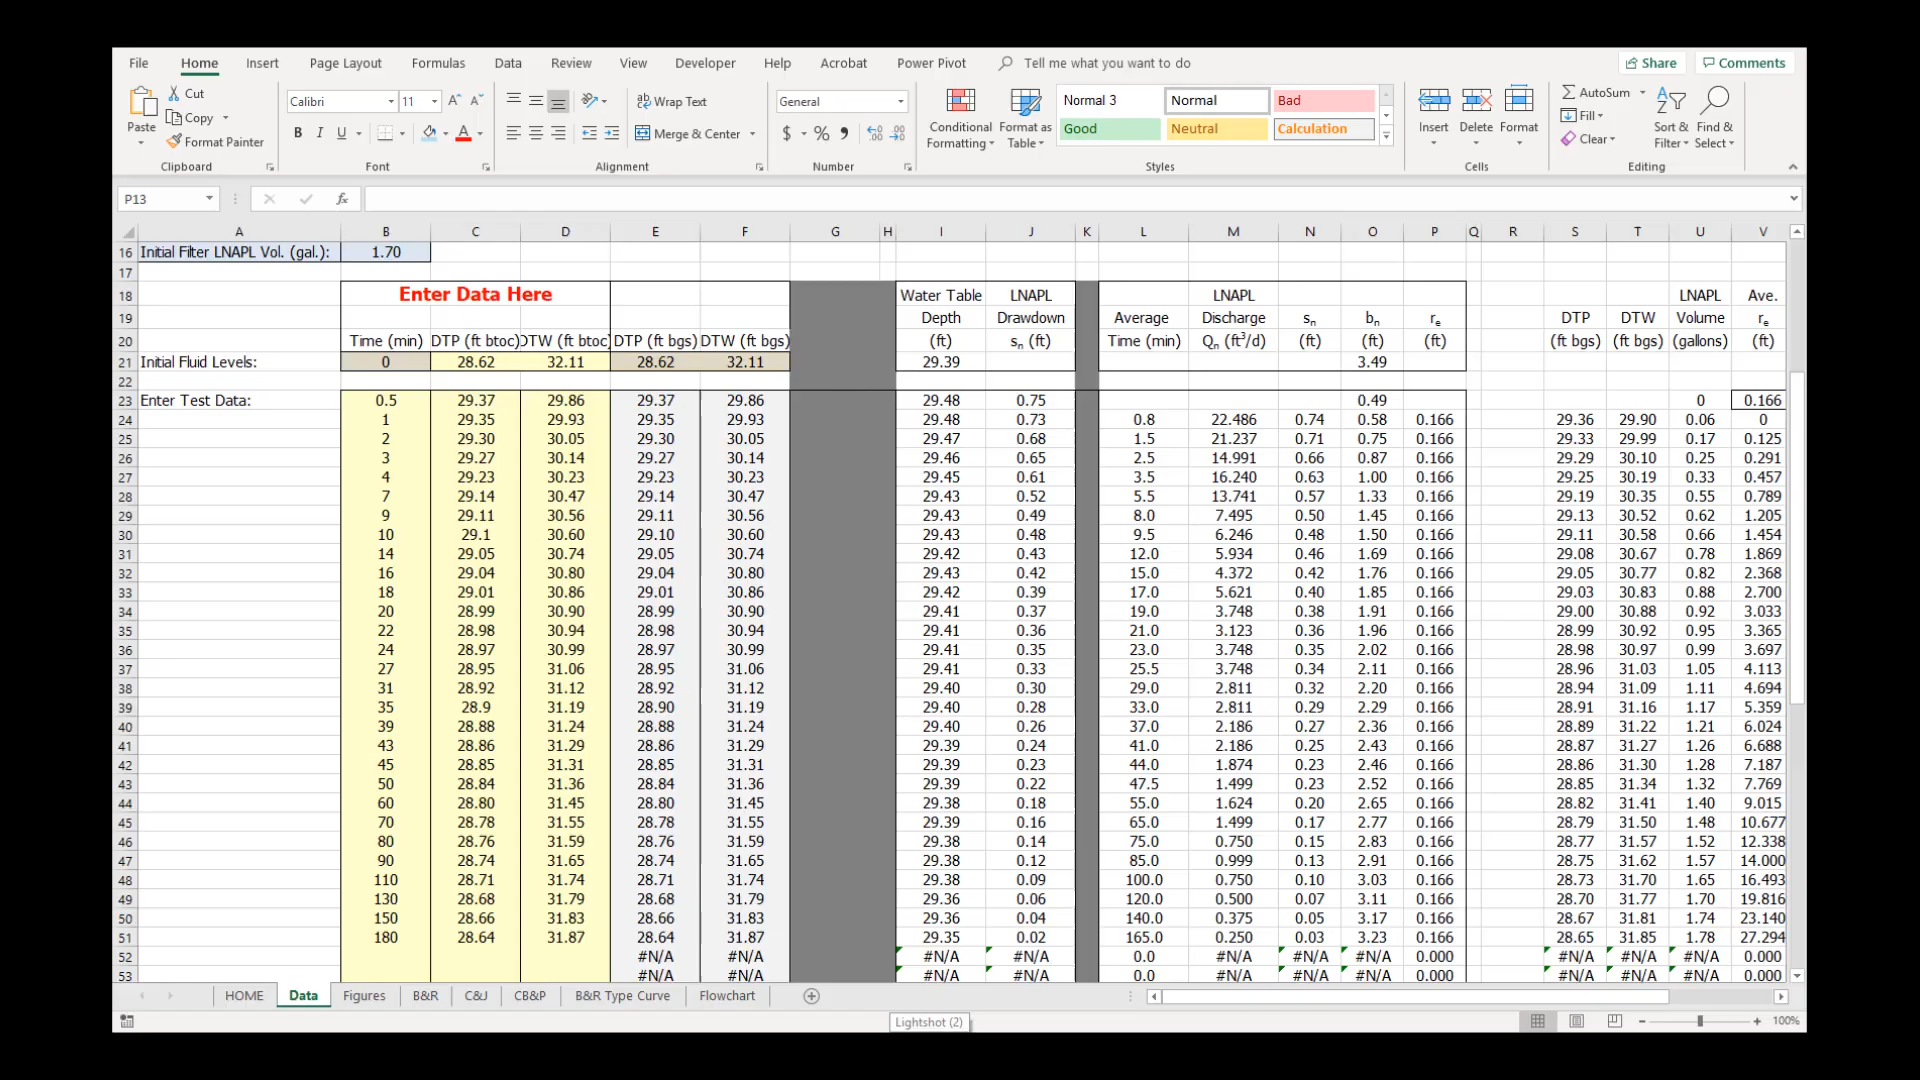 File Home Insert Page Layout Formulas Data Review View Developer Help Acrobat Power Pivot Tell me what you want to do Share Comments
Paste Cut Copy Format Painter Clipboard
Calibri 11 B I U A Font
Wrap Text Merge & Center Alignment
General $ % Number
Conditional Formatting Format as Table Normal 3 Normal Bad Good Neutral Calculation Styles
Insert Delete Format Cells
AutoSum Fill Clear Sort & Filter Find & Select Editing
P13 fx
A B C D E F G H I J K L M N O P Q R S T U V
16 Initial Filter LNAPL Vol. (gal.): 1.70
17
18 Enter Data Here Water Table LNAPL LNAPL LNAPL Ave.
19 Depth Drawdown Average Discharge sn bn re DTP DTW Volume re
20 Time (min) DTP (ft btoc) DTW (ft btoc) DTP (ft bgs) DTW (ft bgs) (ft) sn (ft) Time (min) Qn (ft³/d) (ft) (ft) (ft) (ft bgs) (ft bgs) (gallons) (ft)
21 Initial Fluid Levels: 0 28.62 32.11 28.62 32.11 29.39 3.49
22
23 Enter Test Data: 0.5 29.37 29.86 29.37 29.86 29.48 0.75 0.49 0 0.166
24 1 29.35 29.93 29.35 29.93 29.48 0.73 0.8 22.486 0.74 0.58 0.166 29.36 29.90 0.06 0
25 2 29.30 30.05 29.30 30.05 29.47 0.68 1.5 21.237 0.71 0.75 0.166 29.33 29.99 0.17 0.125
26 3 29.27 30.14 29.27 30.14 29.46 0.65 2.5 14.991 0.66 0.87 0.166 29.29 30.10 0.25 0.291
27 4 29.23 30.23 29.23 30.23 29.45 0.61 3.5 16.240 0.63 1.00 0.166 29.25 30.19 0.33 0.457
28 7 29.14 30.47 29.14 30.47 29.43 0.52 5.5 13.741 0.57 1.33 0.166 29.19 30.35 0.55 0.789
29 9 29.11 30.56 29.11 30.56 29.43 0.49 8.0 7.495 0.50 1.45 0.166 29.13 30.52 0.62 1.205
30 10 29.1 30.60 29.10 30.60 29.43 0.48 9.5 6.246 0.48 1.50 0.166 29.11 30.58 0.66 1.454
31 14 29.05 30.74 29.05 30.74 29.42 0.43 12.0 5.934 0.46 1.69 0.166 29.08 30.67 0.78 1.869
32 16 29.04 30.80 29.04 30.80 29.43 0.42 15.0 4.372 0.42 1.76 0.166 29.05 30.77 0.82 2.368
33 18 29.01 30.86 29.01 30.86 29.42 0.39 17.0 5.621 0.40 1.85 0.166 29.03 30.83 0.88 2.700
34 20 28.99 30.90 28.99 30.90 29.41 0.37 19.0 3.748 0.38 1.91 0.166 29.00 30.88 0.92 3.033
35 22 28.98 30.94 28.98 30.94 29.41 0.36 21.0 3.123 0.36 1.96 0.166 28.99 30.92 0.95 3.365
36 24 28.97 30.99 28.97 30.99 29.41 0.35 23.0 3.748 0.35 2.02 0.166 28.98 30.97 0.99 3.697
37 27 28.95 31.06 28.95 31.06 29.41 0.33 25.5 3.748 0.34 2.11 0.166 28.96 31.03 1.05 4.113
38 31 28.92 31.12 28.92 31.12 29.40 0.30 29.0 2.811 0.32 2.20 0.166 28.94 31.09 1.11 4.694
39 35 28.9 31.19 28.90 31.19 29.40 0.28 33.0 2.811 0.29 2.29 0.166 28.91 31.16 1.17 5.359
40 39 28.88 31.24 28.88 31.24 29.40 0.26 37.0 2.186 0.27 2.36 0.166 28.89 31.22 1.21 6.024
41 43 28.86 31.29 28.86 31.29 29.39 0.24 41.0 2.186 0.25 2.43 0.166 28.87 31.27 1.26 6.688
42 45 28.85 31.31 28.85 31.31 29.39 0.23 44.0 1.874 0.23 2.46 0.166 28.86 31.30 1.28 7.187
43 50 28.84 31.36 28.84 31.36 29.39 0.22 47.5 1.499 0.23 2.52 0.166 28.85 31.34 1.32 7.769
44 60 28.80 31.45 28.80 31.45 29.38 0.18 55.0 1.624 0.20 2.65 0.166 28.82 31.41 1.40 9.015
45 70 28.78 31.55 28.78 31.55 29.39 0.16 65.0 1.499 0.17 2.77 0.166 28.79 31.50 1.48 10.677
46 80 28.76 31.59 28.76 31.59 29.38 0.14 75.0 0.750 0.15 2.83 0.166 28.77 31.57 1.52 12.338
47 90 28.74 31.65 28.74 31.65 29.38 0.12 85.0 0.999 0.13 2.91 0.166 28.75 31.62 1.57 14.000
48 110 28.71 31.74 28.71 31.74 29.38 0.09 100.0 0.750 0.10 3.03 0.166 28.73 31.70 1.65 16.493
49 130 28.68 31.79 28.68 31.79 29.36 0.06 120.0 0.500 0.07 3.11 0.166 28.70 31.77 1.70 19.816
50 150 28.66 31.83 28.66 31.83 29.36 0.04 140.0 0.375 0.05 3.17 0.166 28.67 31.81 1.74 23.140
51 180 28.64 31.87 28.64 31.87 29.35 0.02 165.0 0.250 0.03 3.23 0.166 28.65 31.85 1.78 27.294
52 #N/A #N/A #N/A #N/A 0.0 #N/A #N/A #N/A 0.000 #N/A #N/A #N/A 0.000
53 #N/A #N/A #N/A #N/A 0.0 #N/A #N/A #N/A 0.000 #N/A #N/A #N/A 0.000
HOME Data Figures B&R C&J CB&P B&R Type Curve Flowchart
Lightshot (2) 100%